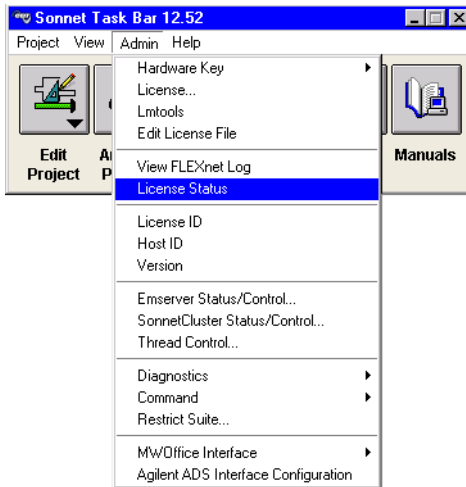 Sonnet Task Bar 12.52
Project View Admin Help
Hardware Key
License...
Lmtools
Edit License File
View FLEXnet Log
License Status
License ID
Host ID
Version
Emserver Status/Control...
SonnetCluster Status/Control...
Thread Control...
Diagnostics
Command
Restrict Suite...
MWOffice Interface
Agilent ADS Interface Configuration
Edit
Project
Manuals